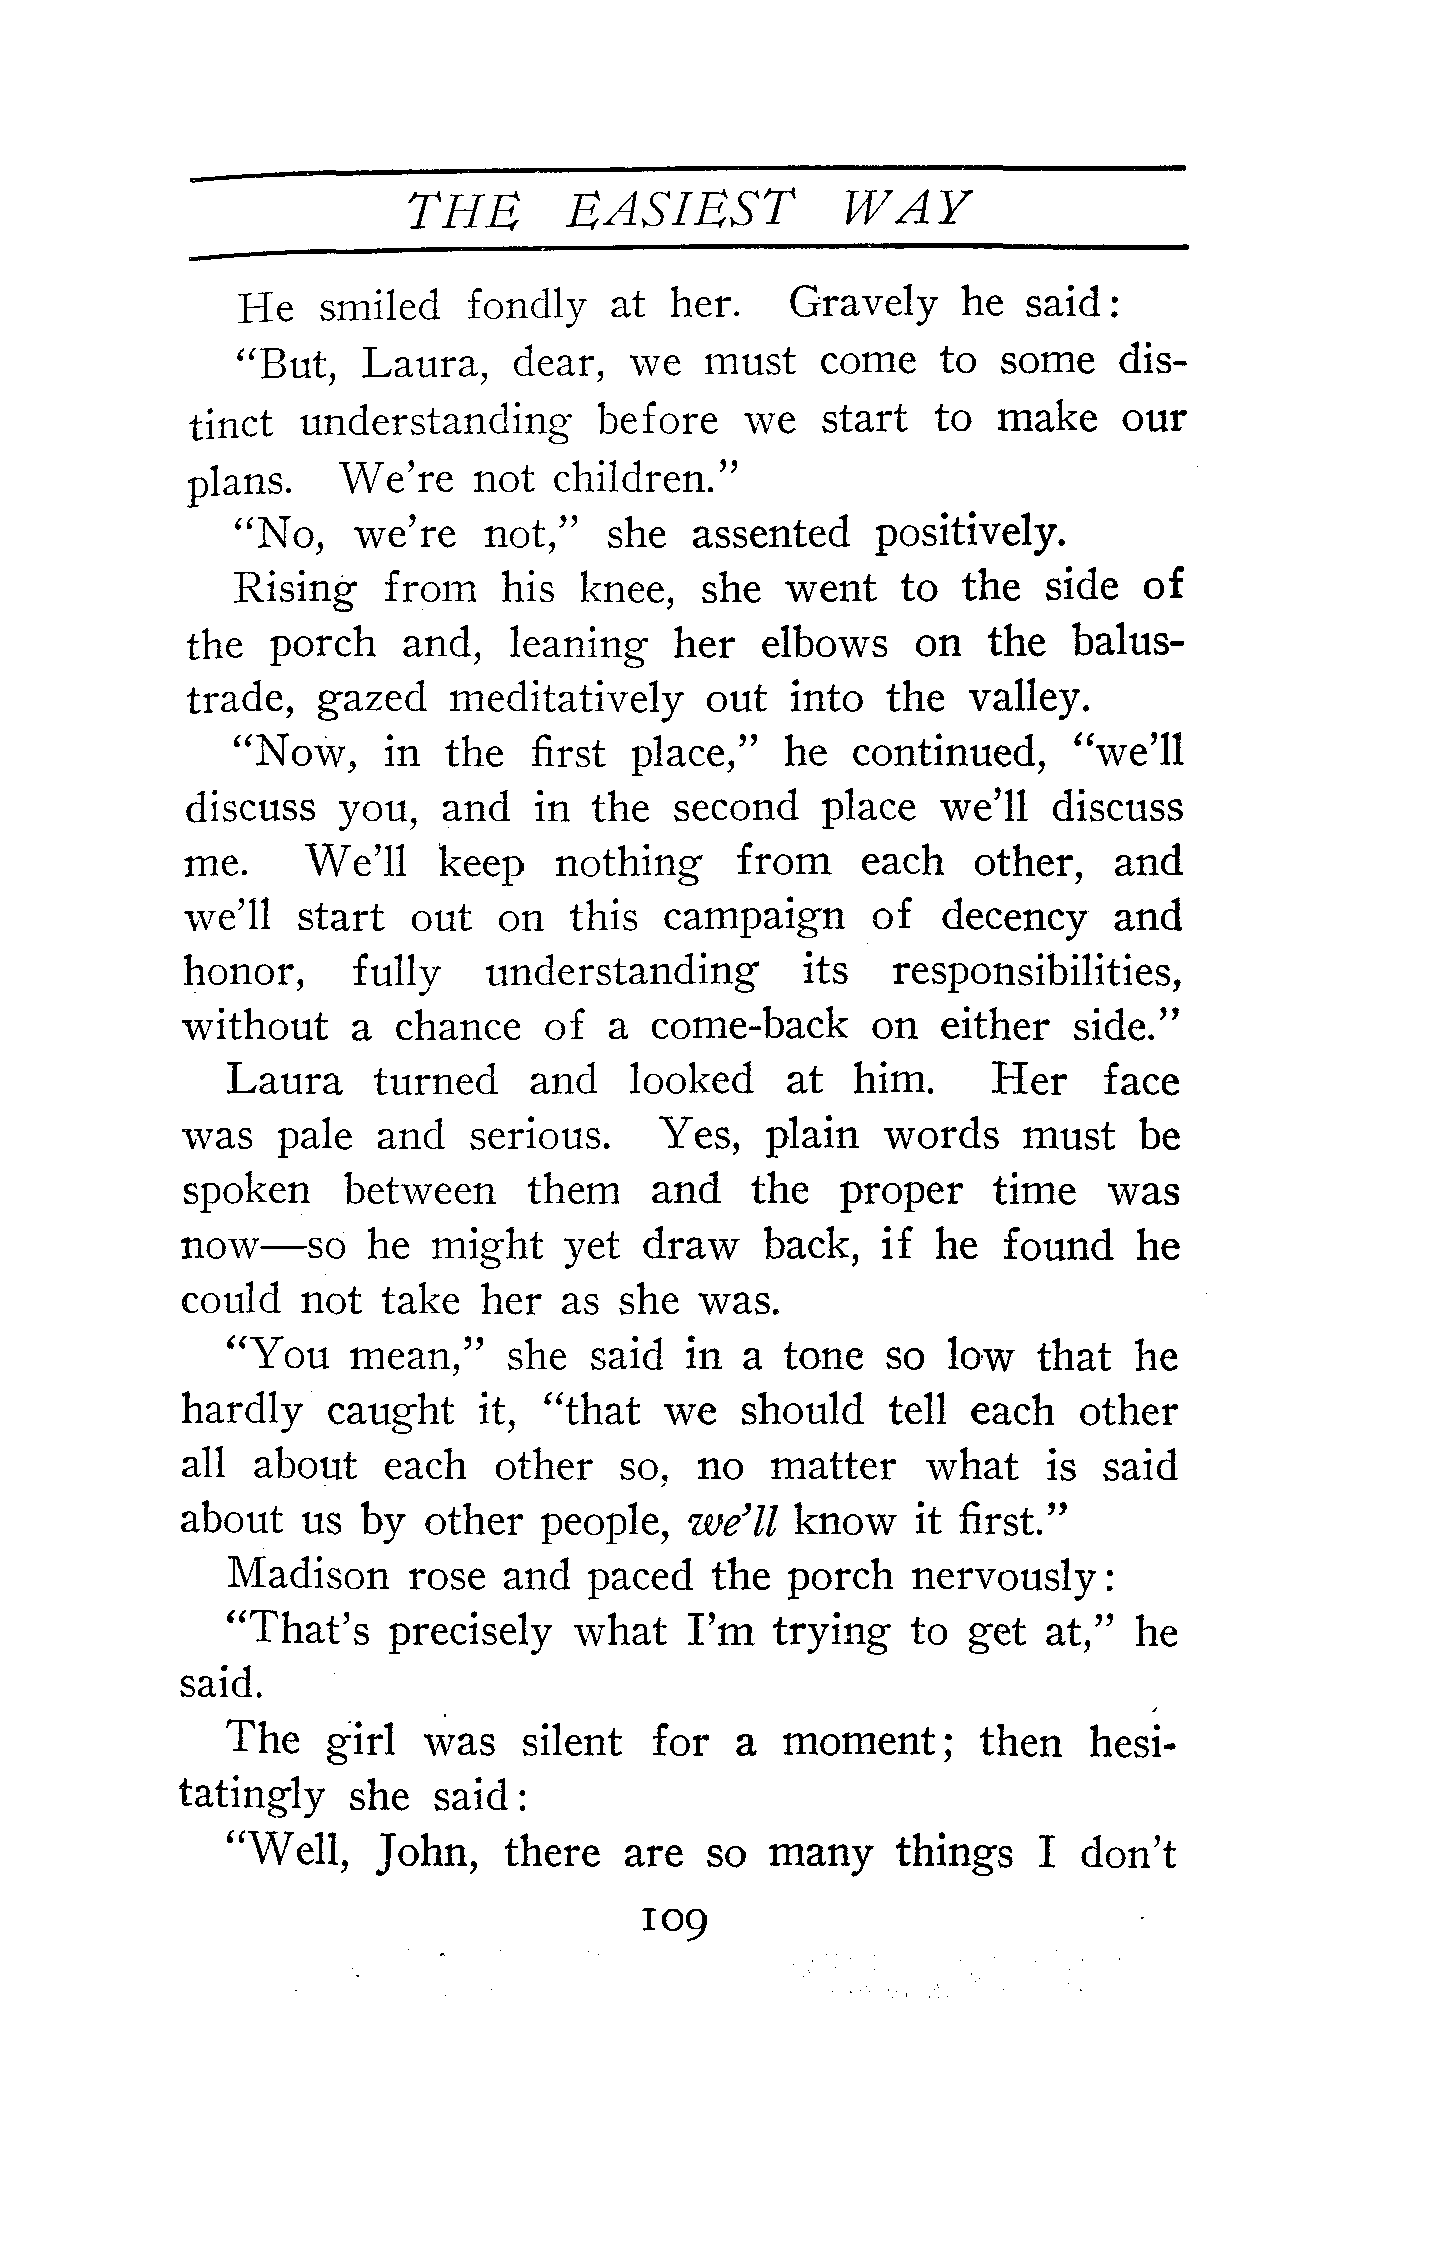 THE EASIEST WAY
He smiled fondly at her. Gravely he said:
“But, Laura, dear, we must come to some dis-
tinct understanding before we start to make our
plans. We’re not children.”
“No, we’re not,” she assented positively.
Rising from his knee, she went to the side of
the porch and, leaning her elbows on the balus-
trade, gazed meditatively out into the valley.
“Now, in the first place,” he continued, “we’ll
discuss you, and in the second place we’ll discuss
me. We’ll keep nothing from each other, and
we’ll start out on this campaign of decency and
honor, fully understanding its responsibilities,
without a chance of a come-back on either side.”
Laura turned and looked at him. Her face
was pale and serious. Yes, plain words must be
spoken between them and the proper time was
now—so he might yet draw back, if he found he
could not take her as she was.
“You mean,” she said in a tone so low that he
hardly caught it, “that we should tell each other
all about each other so, no matter what is said
about us by other people, we’ll know it first.”
Madison rose and paced the porch nervously:
“That’s precisely what I’m trying to get at,” he
said.
The girl was silent for a moment; then hesi-
tatingly she said:
“Well, John, there are so many things I don’t
109